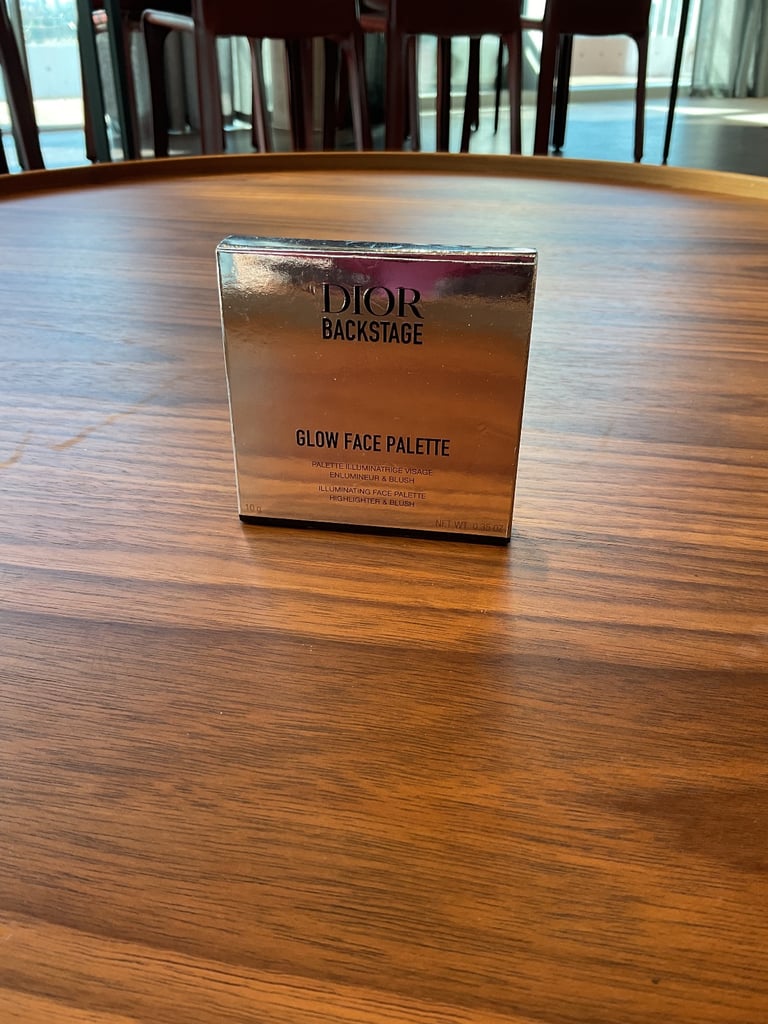 DIOR
BACKSTAGE
GLOW FACE PALETTE
PALETTE ILLUMINATRICE VISAGE
ENLUMINEUR & BLUSH
ILLUMINATING FACE PALETTE
HIGHLIGHTER & BLUSH
10 g
NET WT. 0.35 OZ